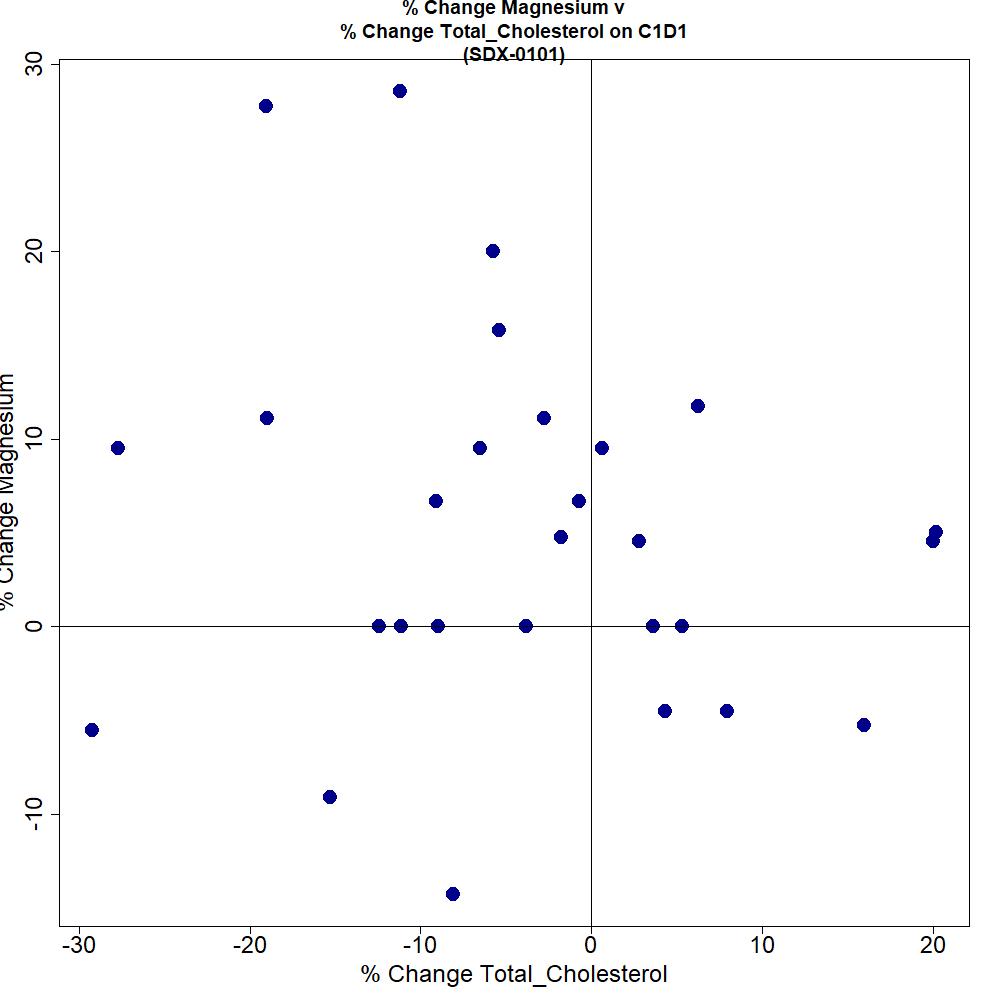 % Change Magnesium v
% Change Total_Cholesterol on C1D1
(SDX-0101)
30
20
10
0
-10
% Change Magnesium
-30
-20
-10
0
10
20
% Change Total_Cholesterol